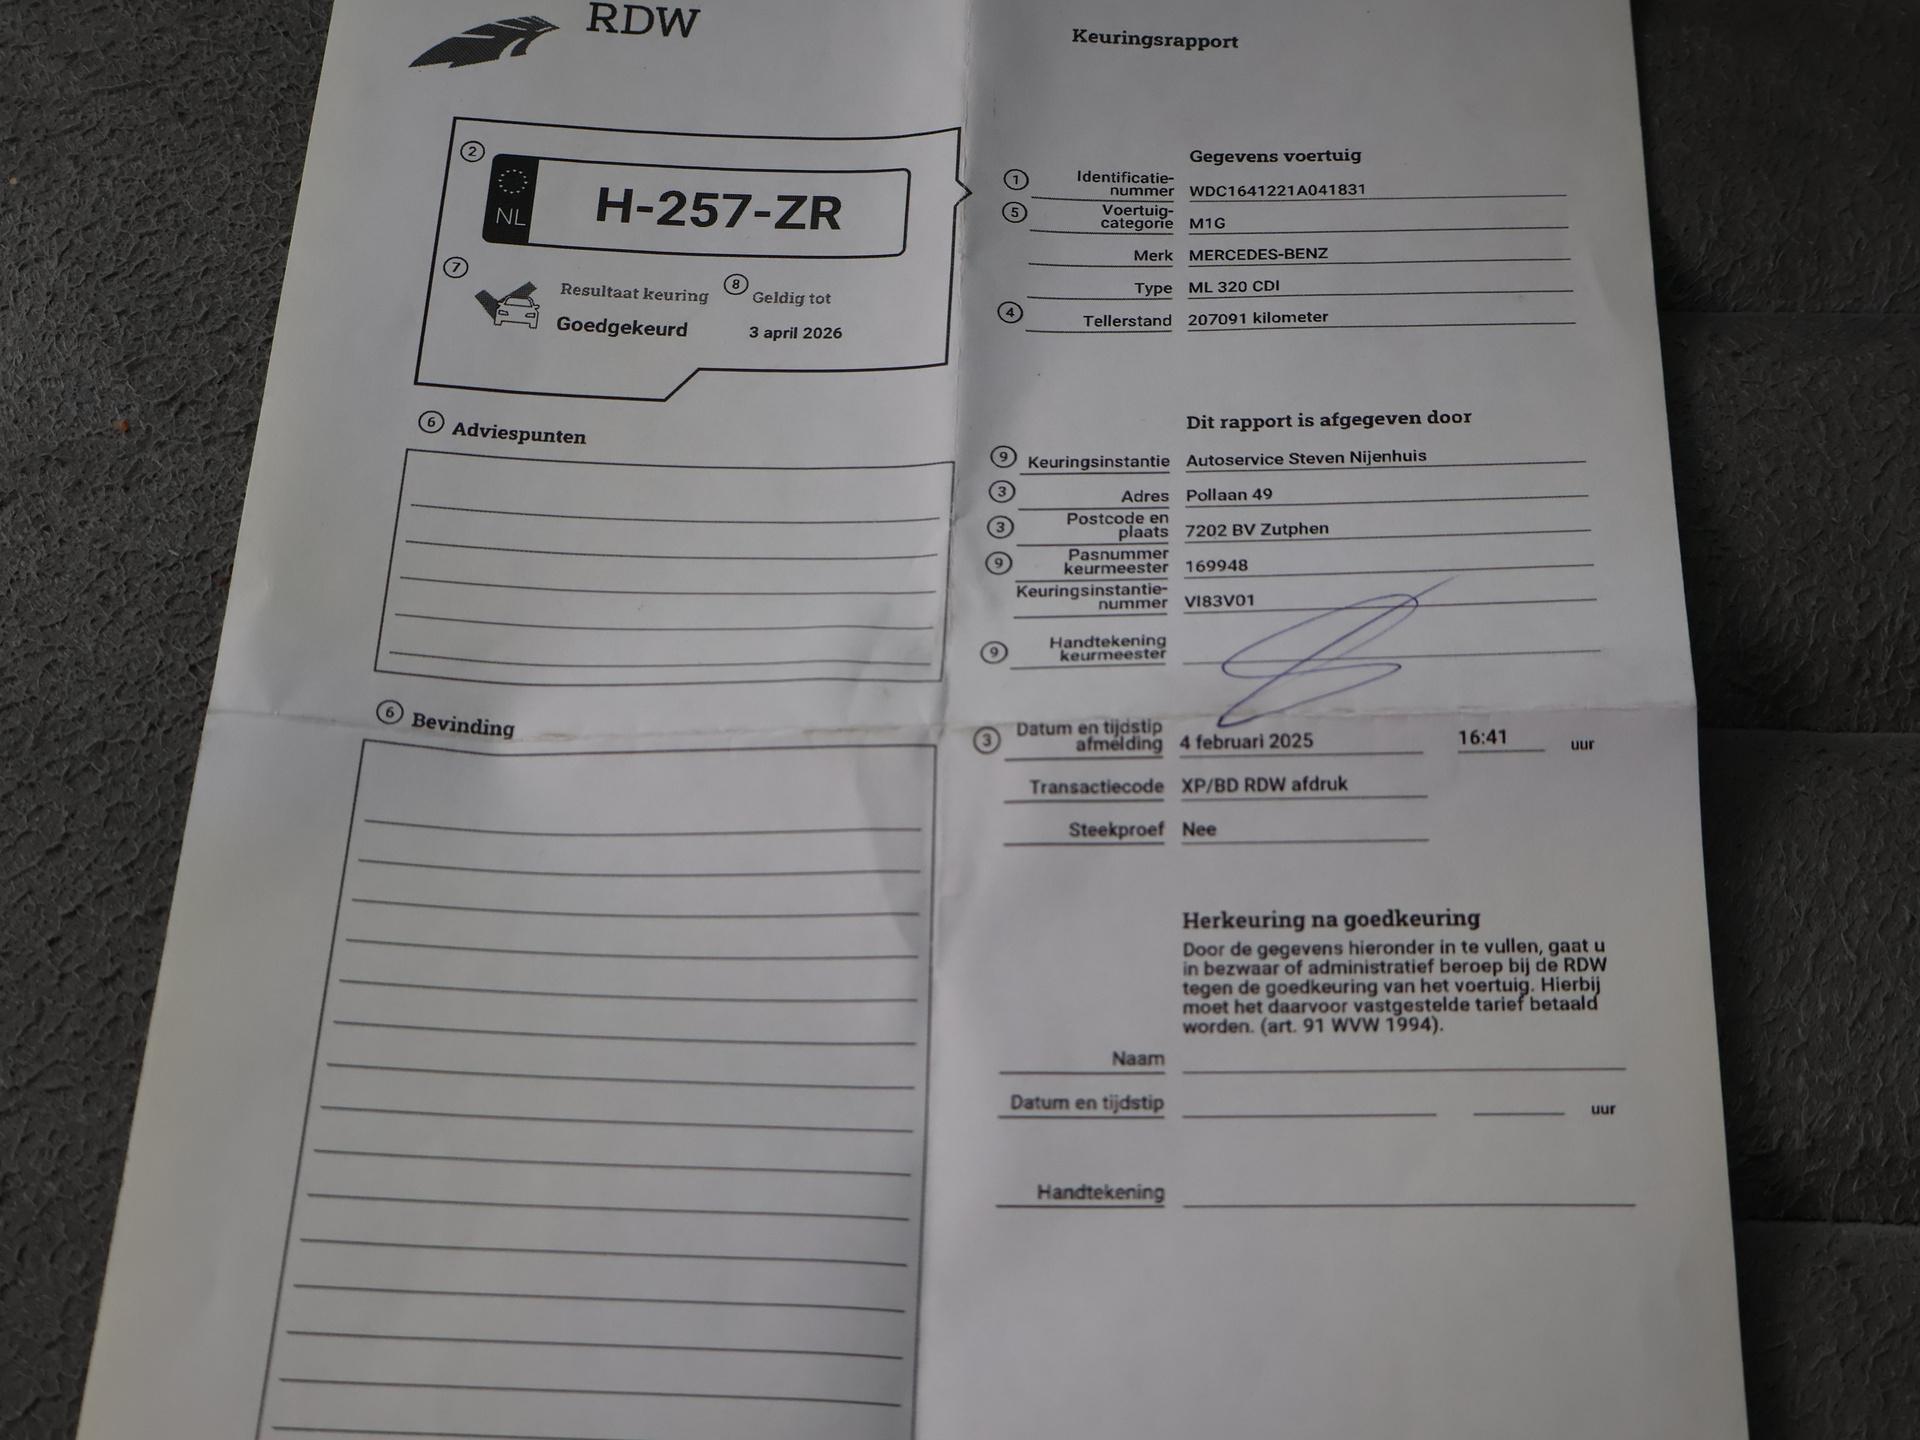 RDW
Keuringsrapport
2
NL
H-257-ZR
7
Resultaat keuring
8
Geldig tot
Goedgekeurd
3 april 2026
6 Adviespunten
6 Bevinding
Gegevens voertuig
1 Identificatie-
nummer WDC1641221A041831
5 Voertuig-
categorie M1G
Merk MERCEDES-BENZ
Type ML 320 CDI
4 Tellerstand 207091 kilometer
Dit rapport is afgegeven door
9 Keuringsinstantie Autoservice Steven Nijenhuis
3 Adres Pollaan 49
3 Postcode en
plaats 7202 BV Zutphen
9 Pasnummer
keurmeester 169948
Keuringsinstantie-
nummer VI83V01
9 Handtekening
keurmeester
3 Datum en tijdstip
afmelding 4 februari 2025 16:41 uur
Transactiecode XP/BD RDW afdruk
Steekproef Nee
Herkeuring na goedkeuring
Door de gegevens hieronder in te vullen, gaat u
in bezwaar of administratief beroep bij de RDW
tegen de goedkeuring van het voertuig. Hierbij
moet het daarvoor vastgestelde tarief betaald
worden. (art. 91 WVW 1994).
Naam
Datum en tijdstip uur
Handtekening